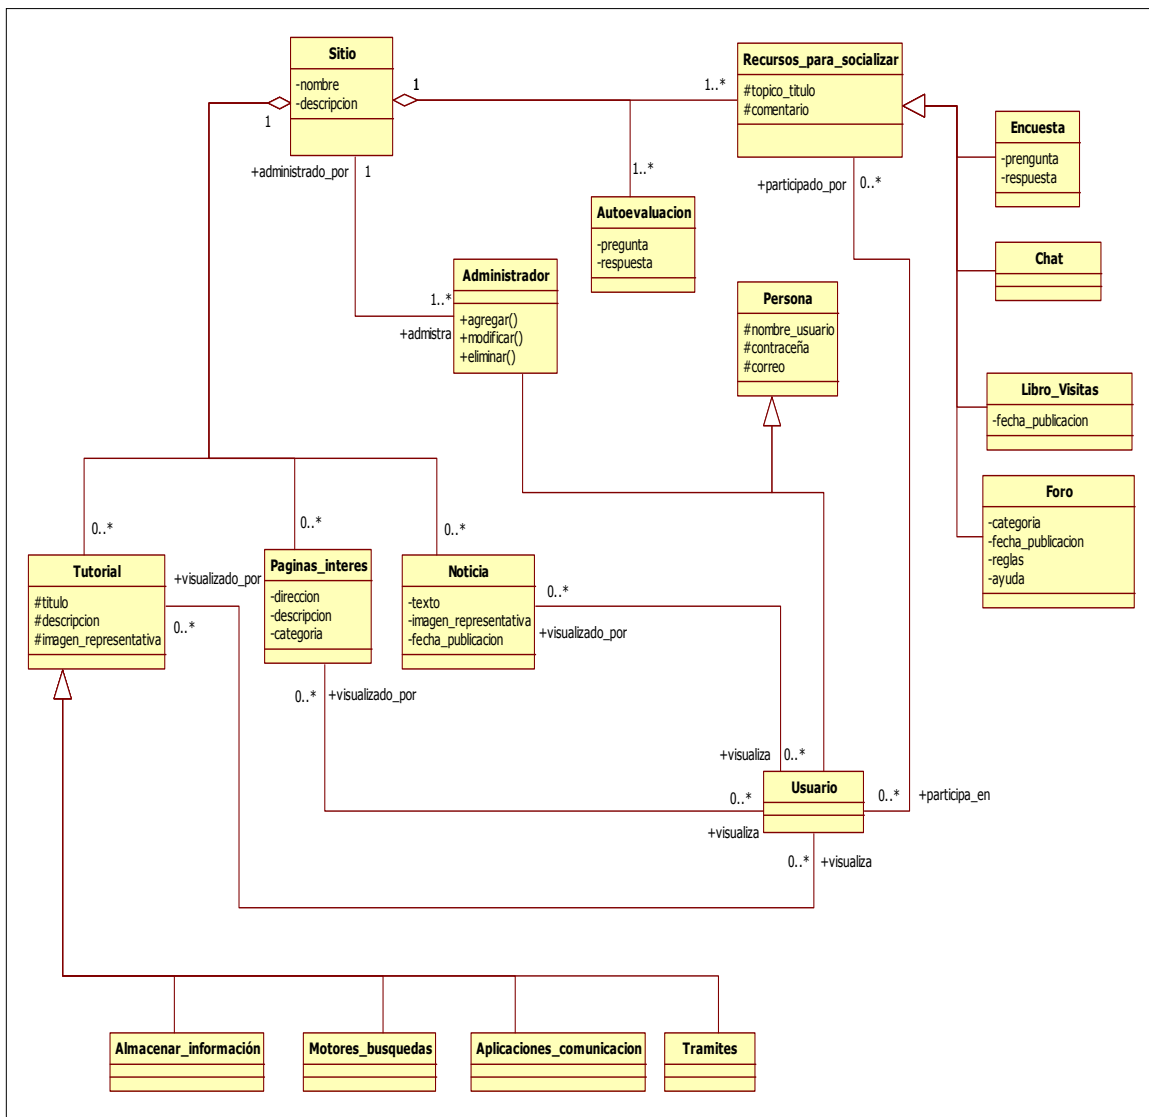 Sitio
-nombre
-descripcion
1
1
1..*
Recursos_para_socializar
#topico_titulo
#comentario
Encuesta
-prengunta
-respuesta
+administrado_por
1
1..*
+participado_por
0..*
Autoevaluacion
-pregunta
-respuesta
Chat
Administrador
+agregar()
+modificar()
+eliminar()
1..*
+admistra
Persona
#nombre_usuario
#contraceña
#correo
Libro_Visitas
-fecha_publicacion
Foro
-categoria
-fecha_publicacion
-reglas
-ayuda
0..*
0..*
0..*
Tutorial
#titulo
#descripcion
#imagen_representativa
+visualizado_por
0..*
Paginas_interes
-direccion
-descripcion
-categoria
Noticia
-texto
-imagen_representativa
-fecha_publicacion
0..*
+visualizado_por
0..*
+visualizado_por
+visualiza
0..*
Usuario
0..*
+visualiza
0..*
+participa_en
0..*
+visualiza
Almacenar_información
Motores_busquedas
Aplicaciones_comunicacion
Tramites